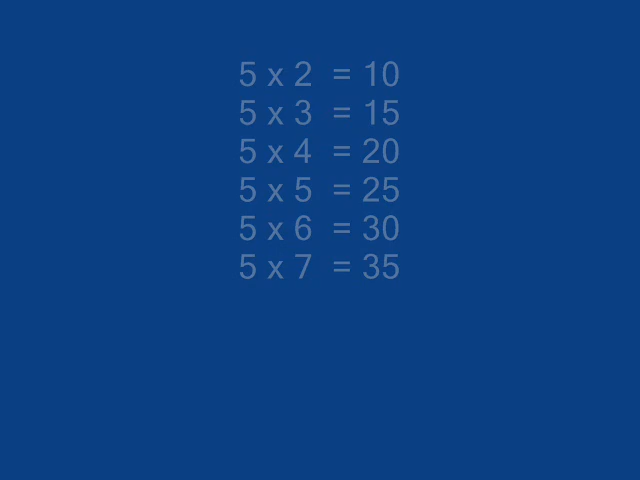 5 x 2 = 10
5 x 3 = 15
5 x 4 = 20
5 x 5 = 25
5 x 6 = 30
5 x 7 = 35